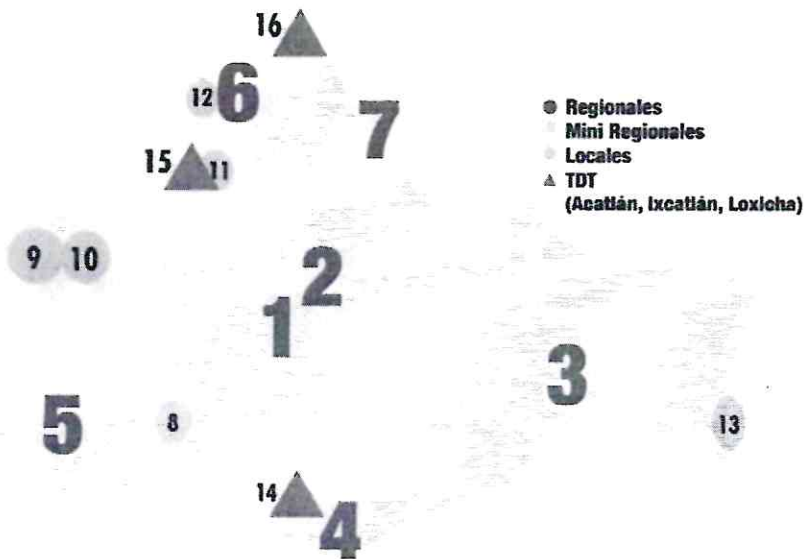 16
12 6
7
15 11
9 10
2
1
3
5
8
13
14
4
Regionales
Mini Regionales
Locales
TDT
(Acatlán, Ixcatlán, Loxicha)